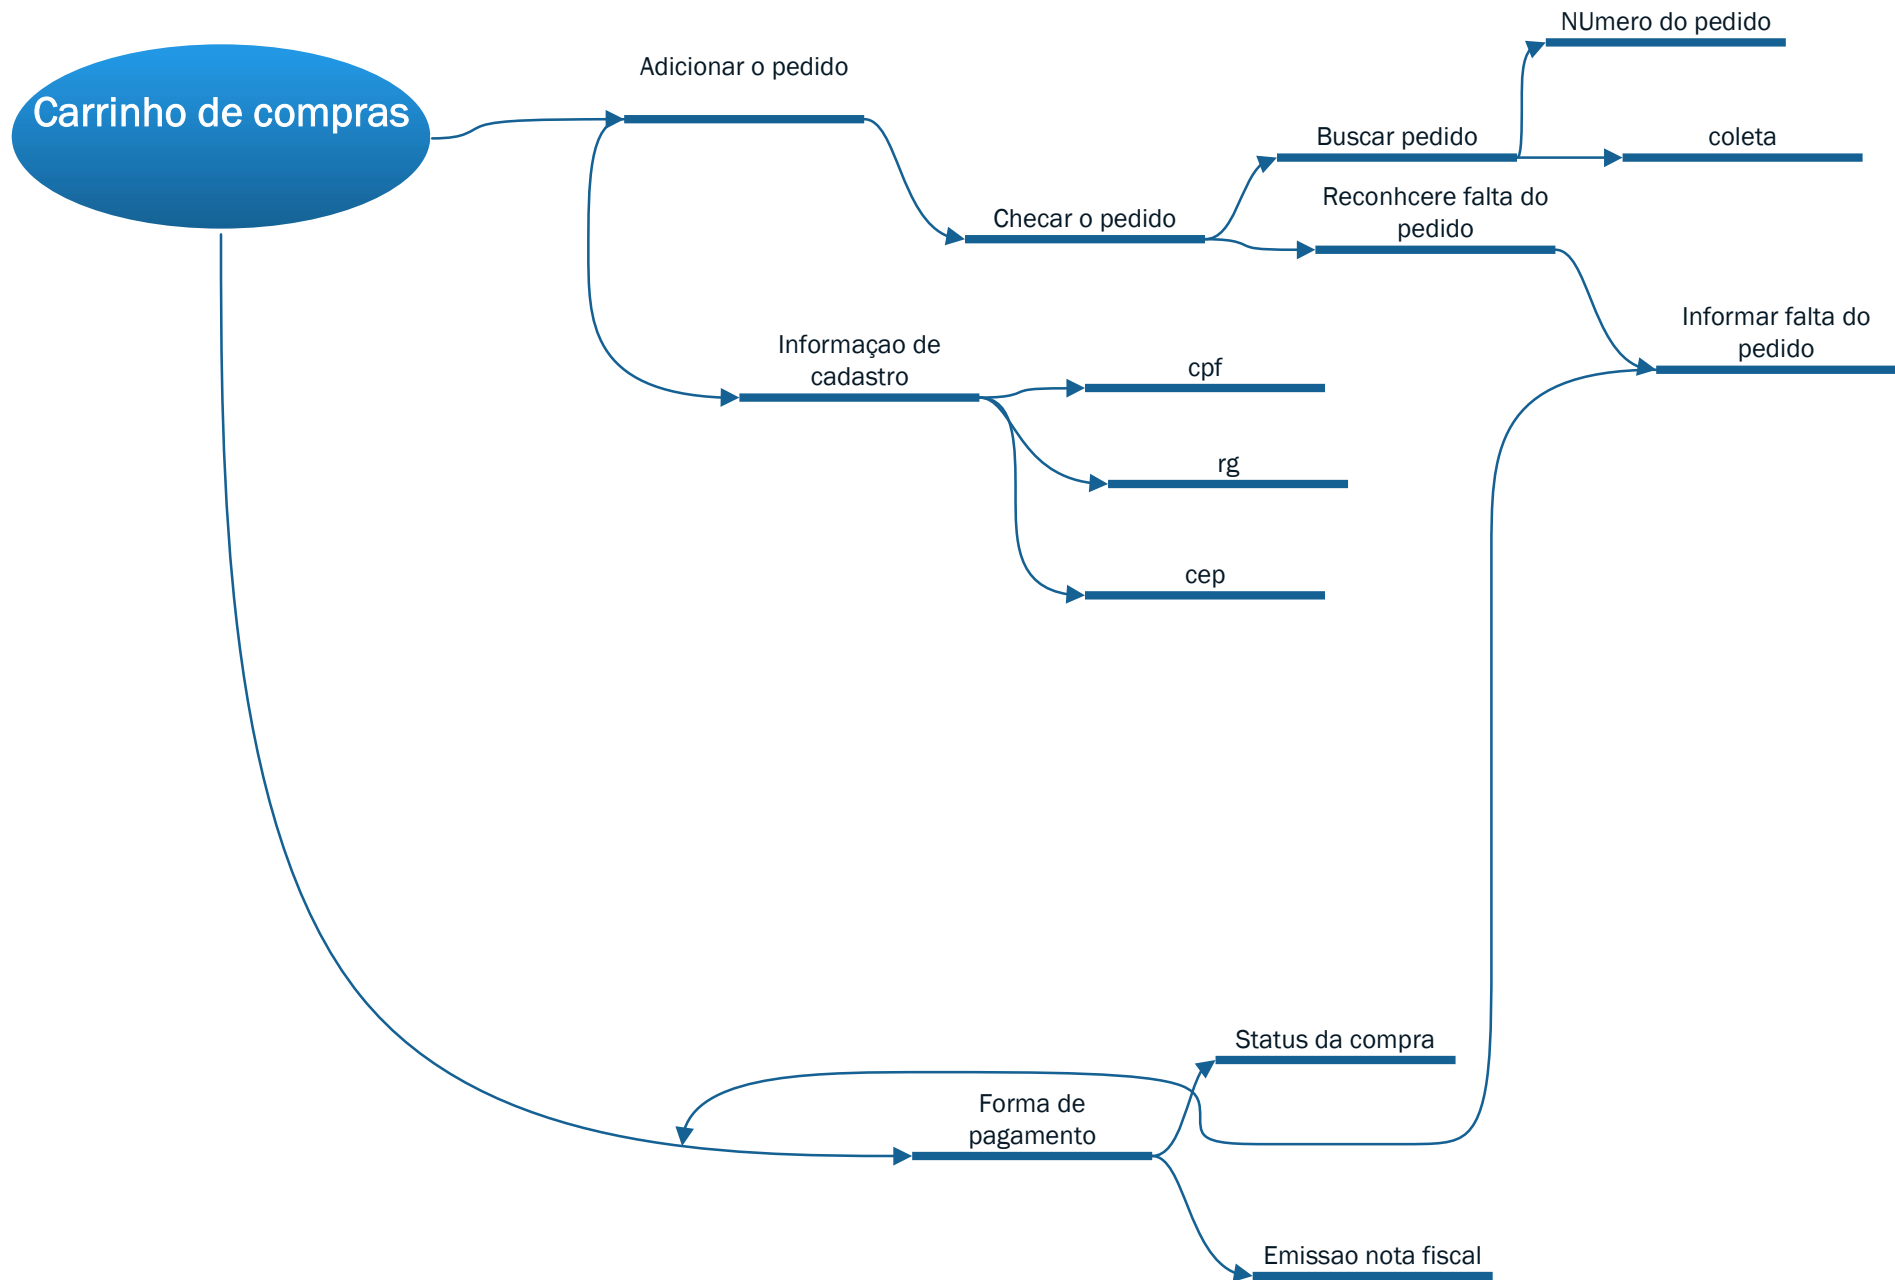 NUmero do pedido
Adicionar o pedido
Carrinho de compras
Buscar pedido
coleta
Reconhcere falta do
pedido
Checar o pedido
Informar falta do
pedido
Informaçao de
cadastro
cpf
rg
cep
Status da compra
Forma de
pagamento
Emissao nota fiscal